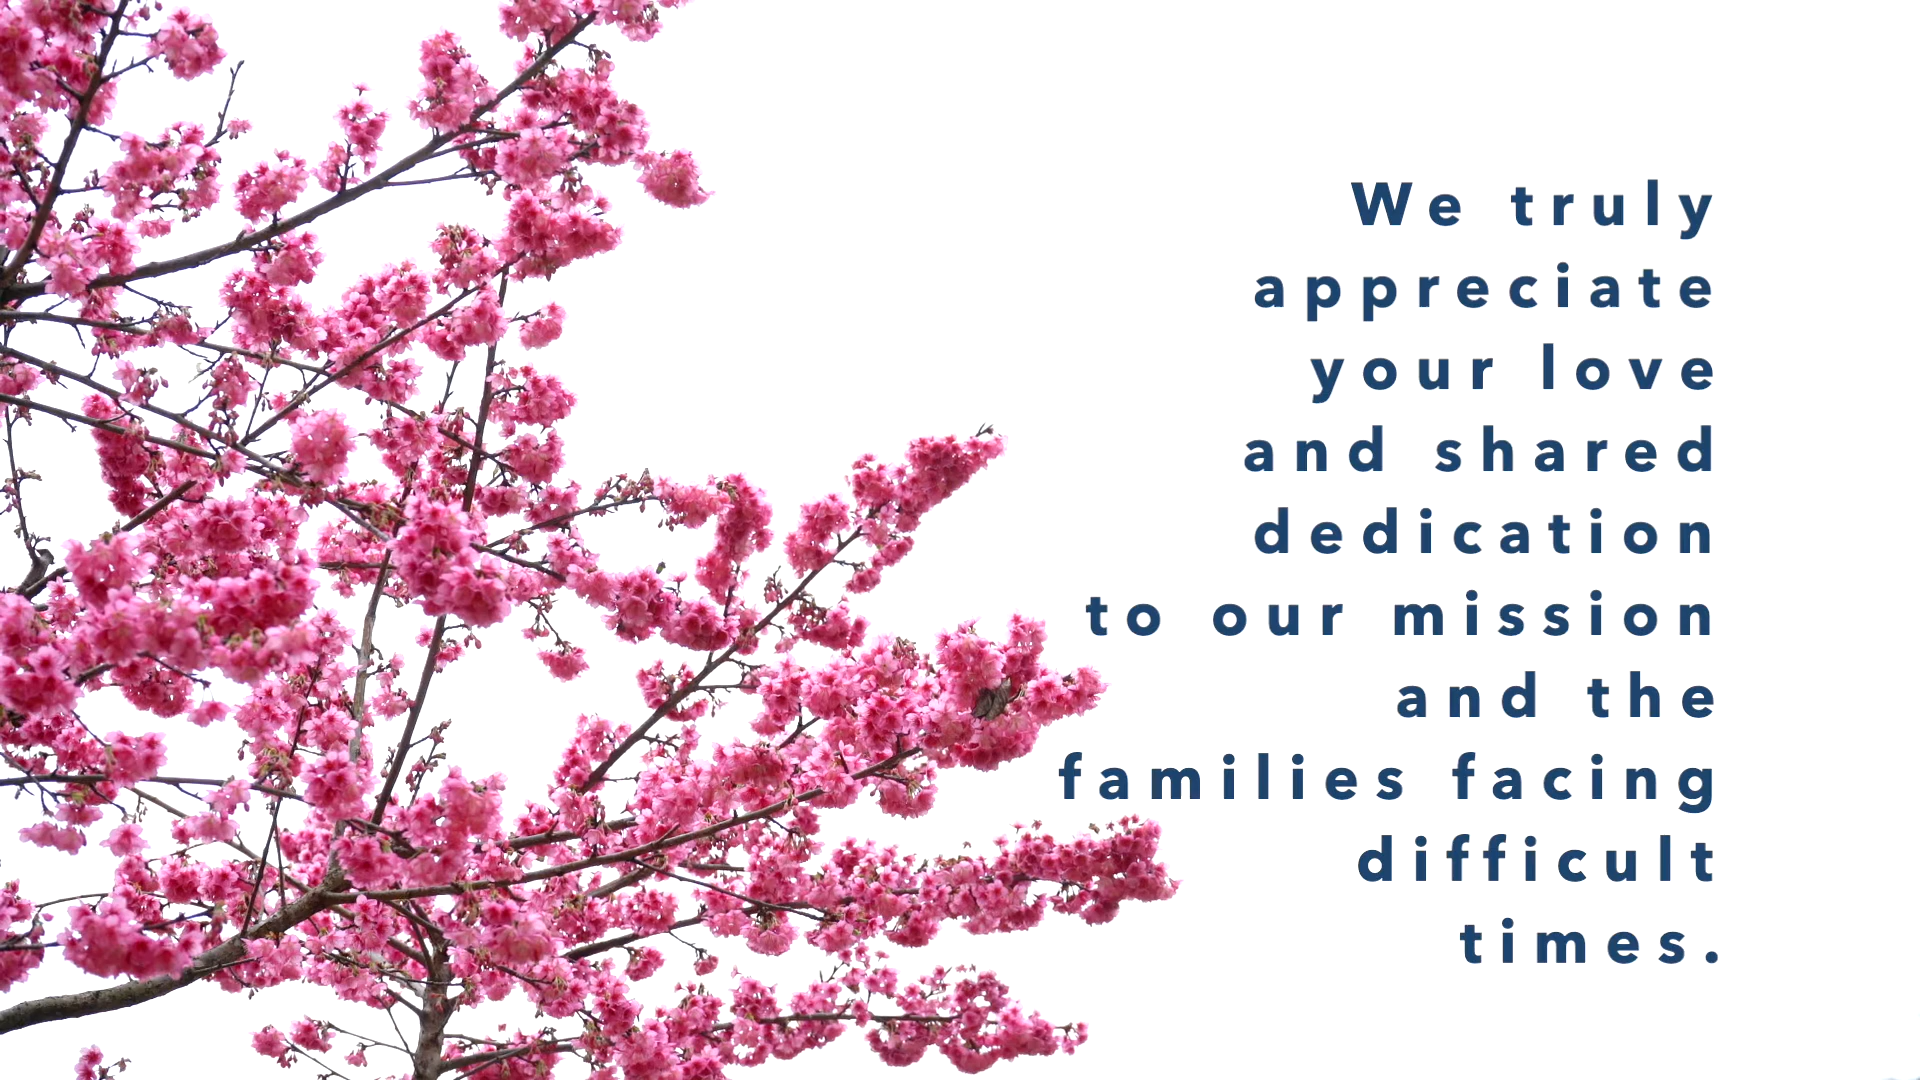 We truly
appreciate
your love
and shared
dedication
to our mission
and the
families facing
difficult
times.